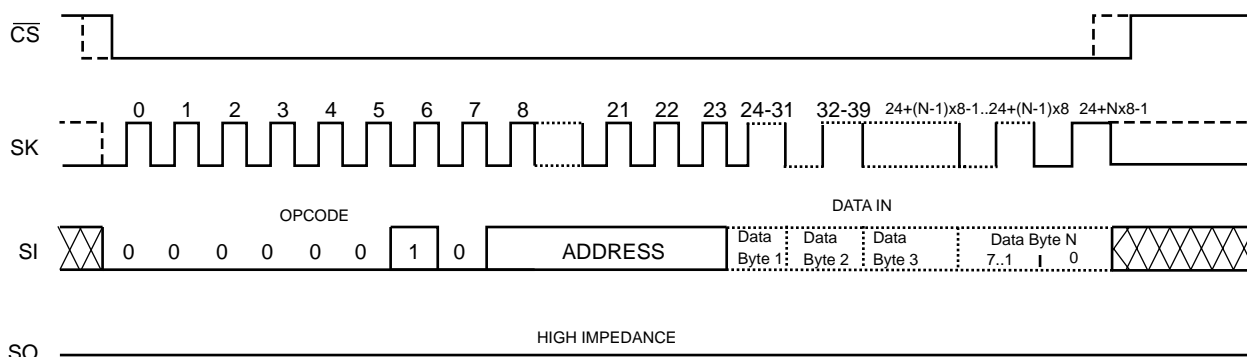 CS
0 1 2 3 4 5 6 7 8 21 22 23 24-31 32-39 24+(N-1)x8-1..24+(N-1)x8 24+Nx8-1
SK
OPCODE
DATA IN
SI 0 0 0 0 0 0 1 0 ADDRESS
Data Byte 1
Data Byte 2
Data Byte 3
Data Byte N
7..1 0
HIGH IMPEDANCE
SO